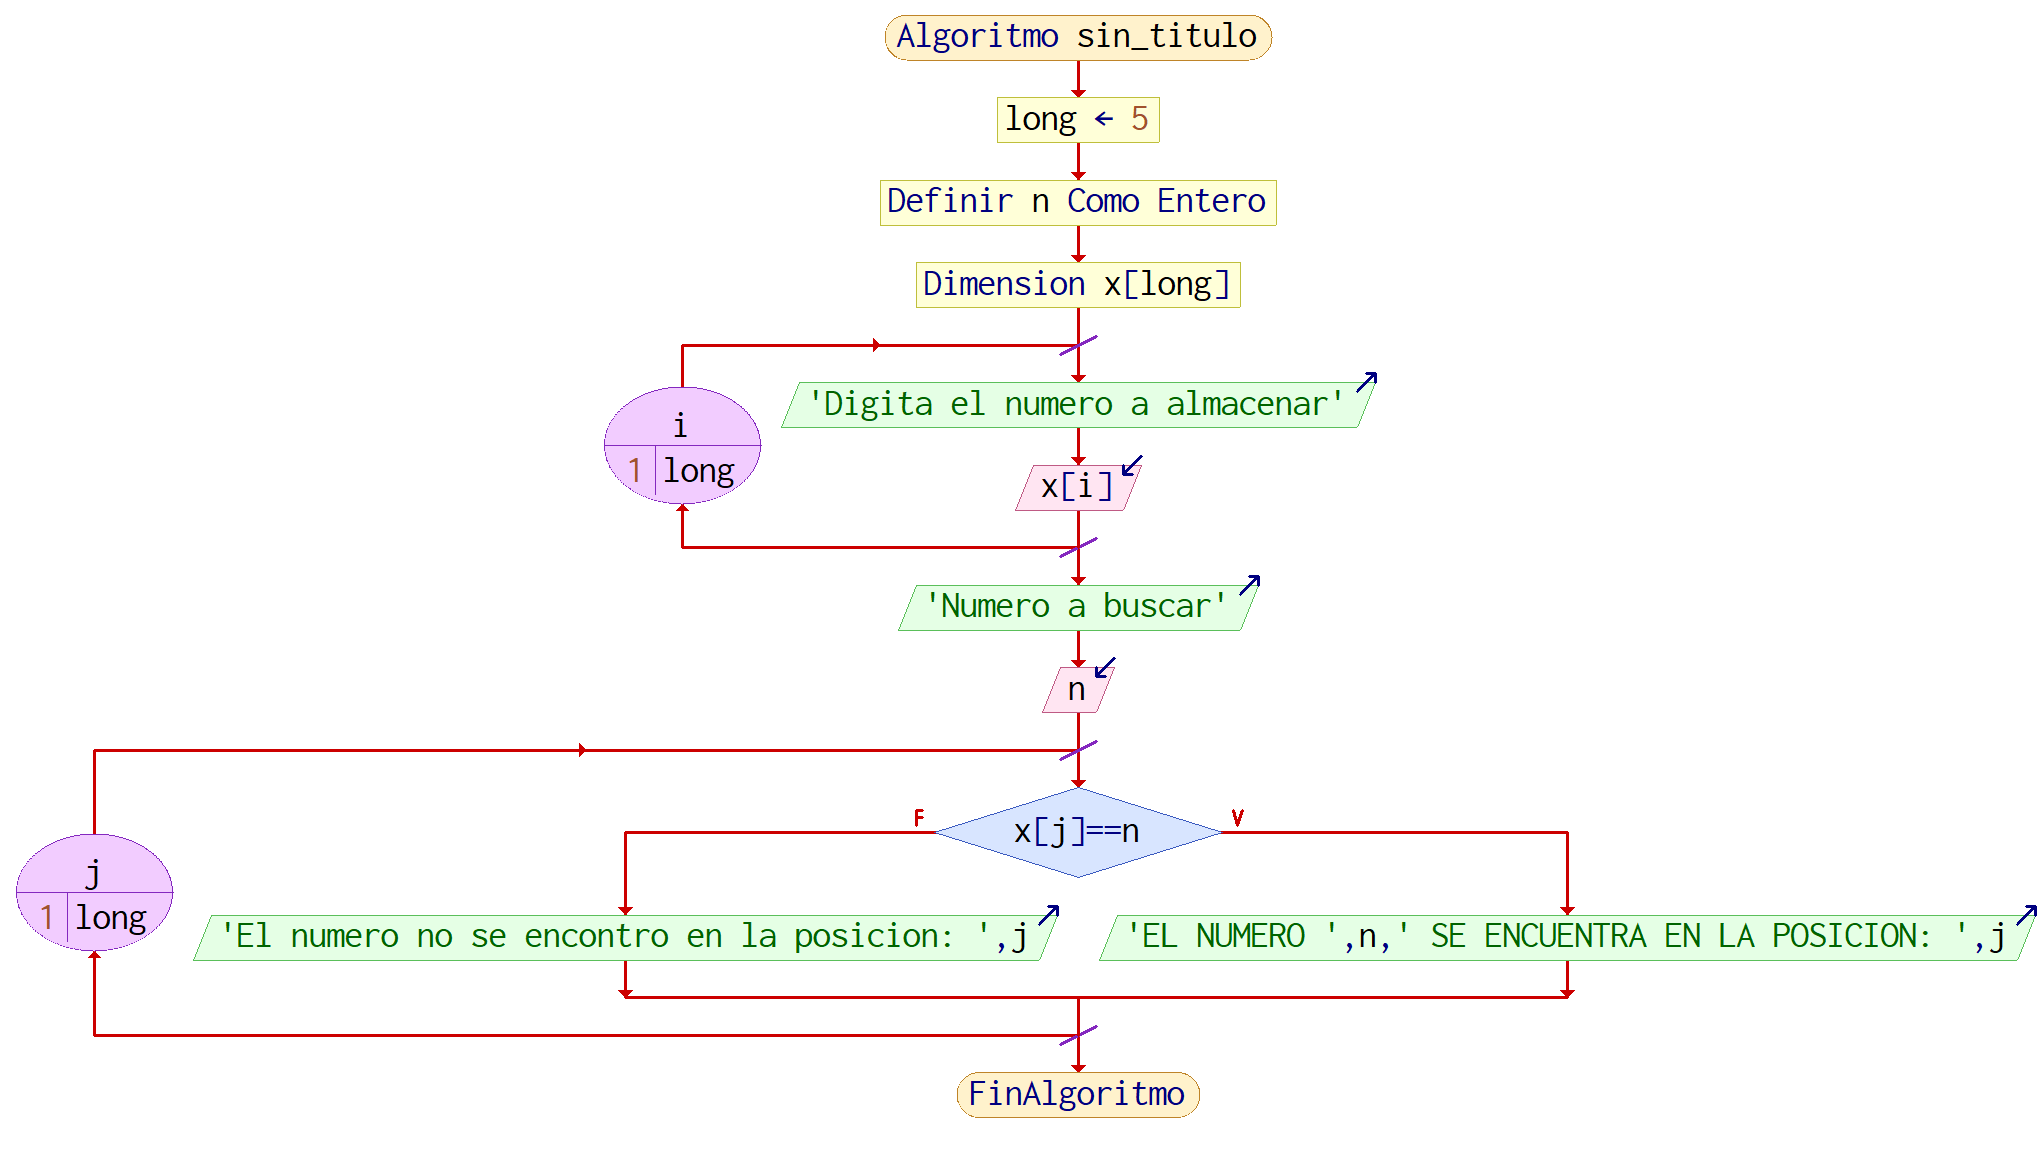 Algoritmo sin_titulo
long ← 5
Definir n Como Entero
Dimension x[long]
'Digita el numero a almacenar'
i
1 long
x[i]
'Numero a buscar'
n
F
V
x[j]==n
j
1 long
'El numero no se encontro en la posicion: ',j
'EL NUMERO ',n,' SE ENCUENTRA EN LA POSICION: ',j
FinAlgoritmo